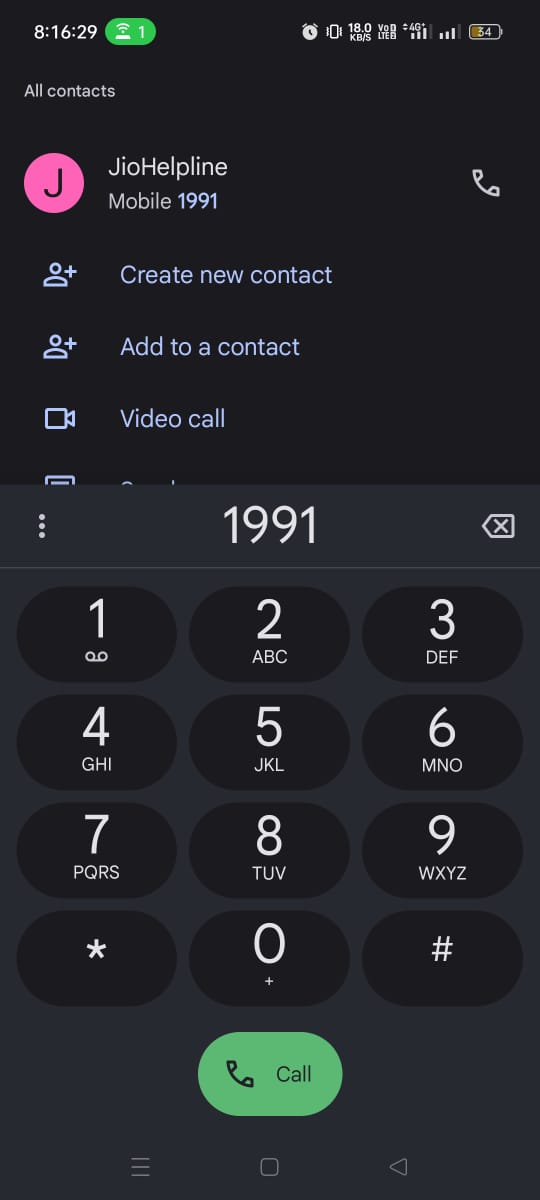 8:16:29 1 18.0 KB/S Vo LTE 4G+ 34
All contacts
J
JioHelpline
Mobile 1991
Create new contact
Add to a contact
Video call
1991
1 2 3
ABC DEF
4 5 6
GHI JKL MNO
7 8 9
PQRS TUV WXYZ
* 0 #
+
Call